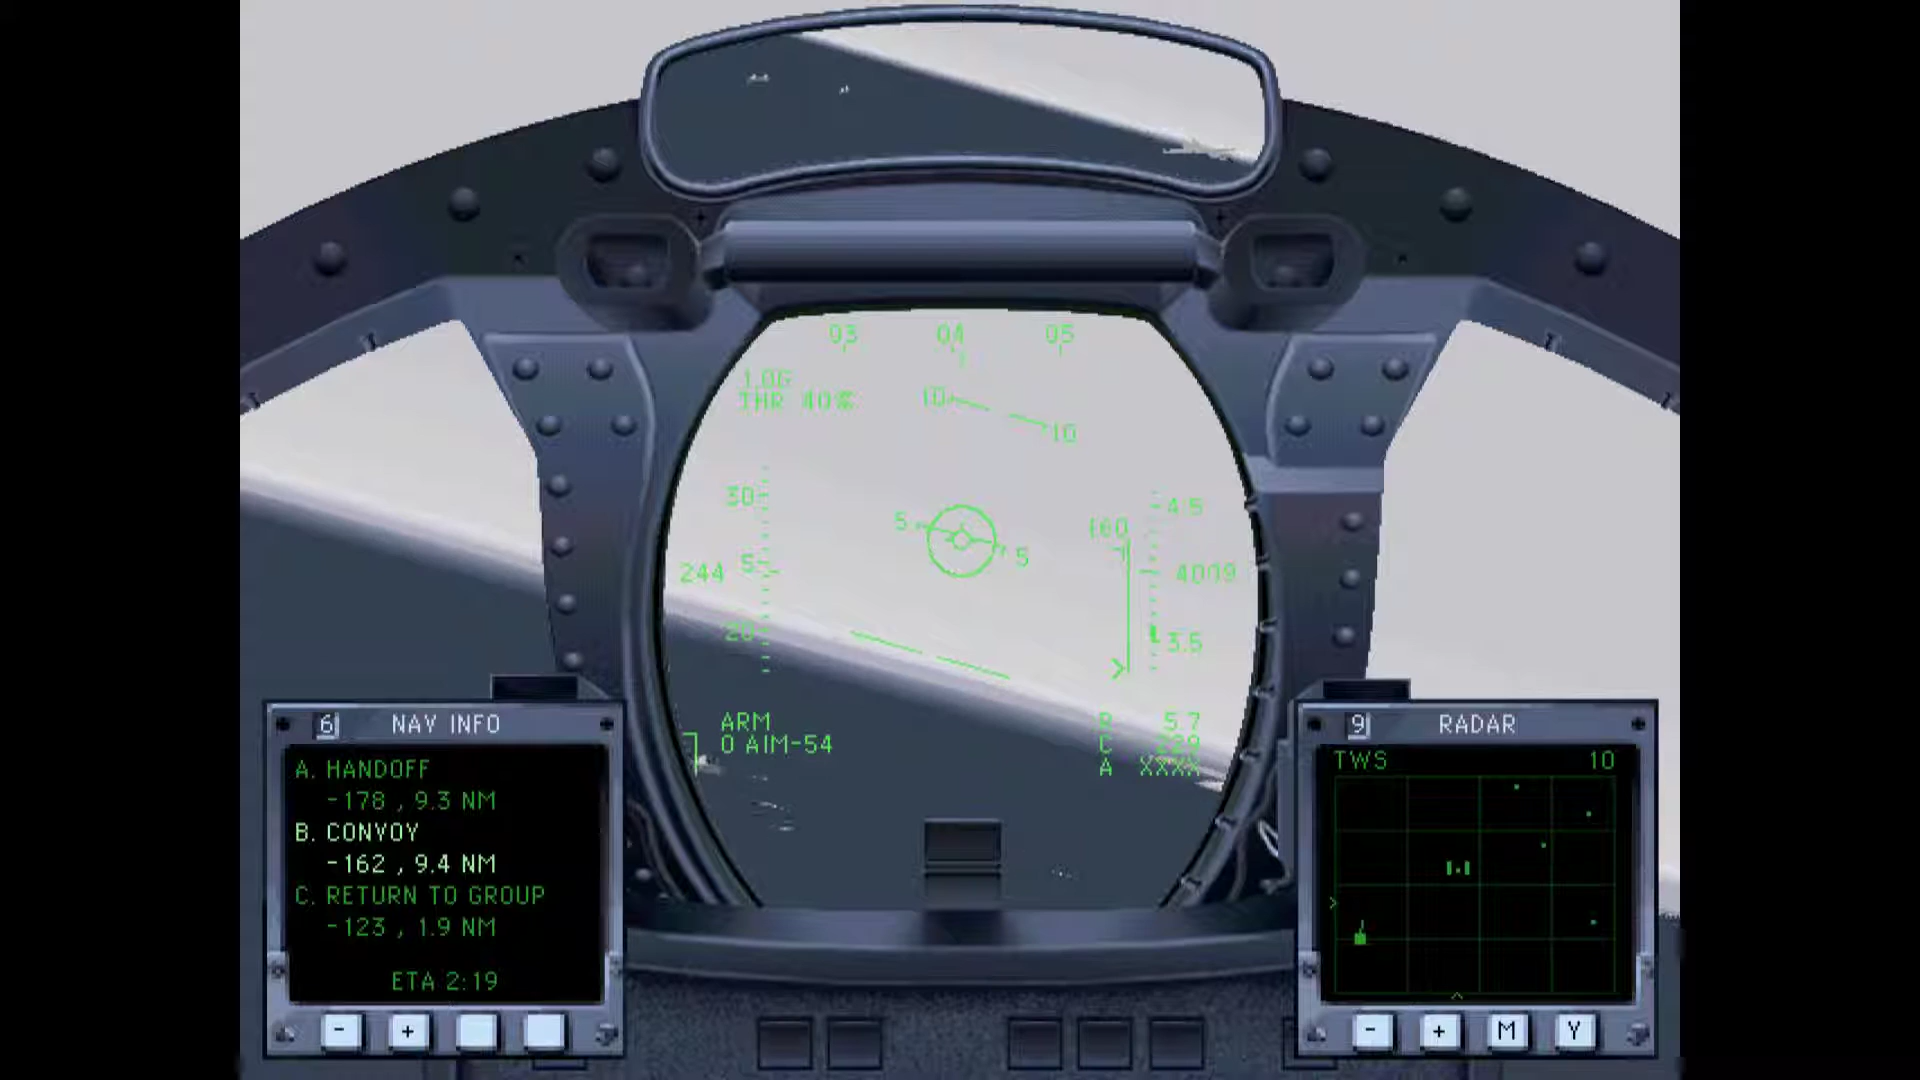 03 04 05
1.0G
THR 40%
10
10
30
5
5
4.5
160
244
5
4009
20
3.5
ARM
0 AIM-54
R 5.7
C 229
A XXXX
6 NAV INFO
A. HANDOFF
-178 , 9.3 NM
B. CONVOY
-162 , 9.4 NM
C. RETURN TO GROUP
-123 , 1.9 NM
ETA 2:19
- +
9 RADAR
TWS 10
- + M Y